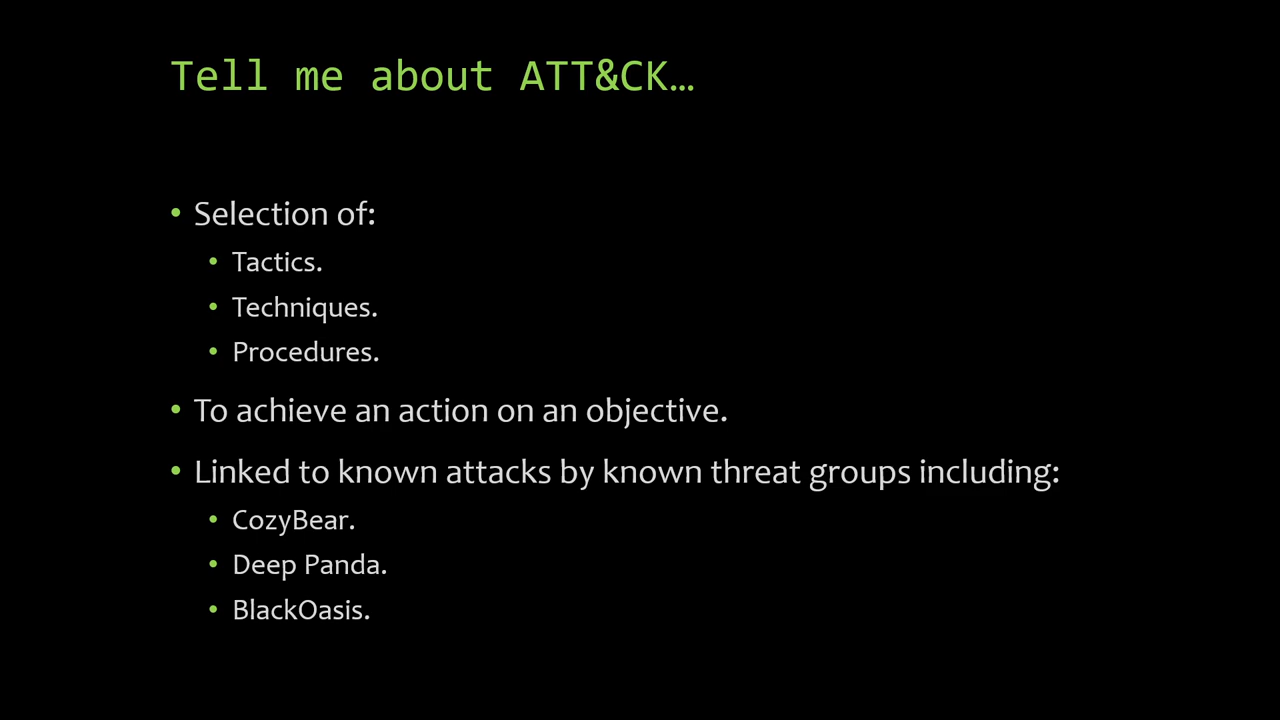 Tell me about ATT&CK…
• Selection of:
• Tactics.
• Techniques.
• Procedures.
• To achieve an action on an objective.
• Linked to known attacks by known threat groups including:
• CozyBear.
• Deep Panda.
• BlackOasis.